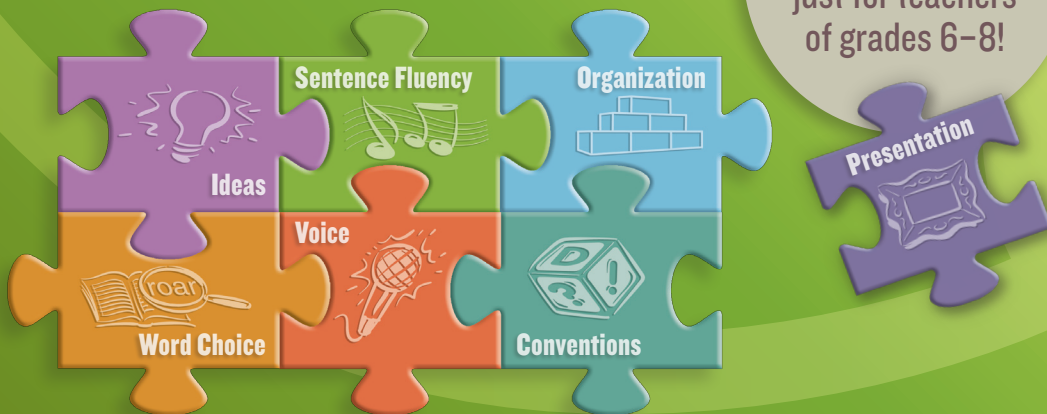 just for teachers
of grades 6–8!
Sentence Fluency
Organization
Presentation
Ideas
Voice
roar
D
?
!
Word Choice
Conventions